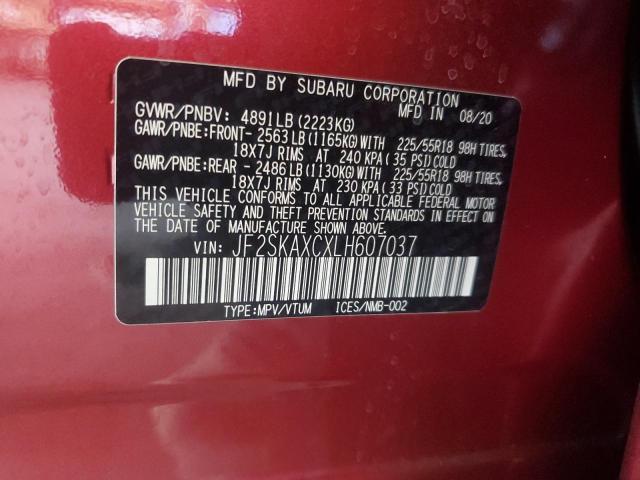 MFD BY SUBARU CORPORATION
GVWR/PNBV: 4891LB (2223KG) MFD IN 08/20
GAWR/PNBE:FRONT- 2563LB(1165KG)WITH 225/55R18 98H TIRES,
18X7J RIMS AT 240 KPA( 35 PSI)COLD
GAWR/PNBE:REAR - 2486LB(1130KG)WITH 225/55R18 98H TIRES,
18X7J RIMS AT 230 KPA( 33 PSI)COLD
THIS VEHICLE CONFORMS TO ALL APPLICABLE FEDERAL MOTOR
VEHICLE SAFETY AND THEFT PREVENTION STANDARDS IN EFFECT
ON THE DATE OF MANUFACTURE SHOWN ABOVE.
VIN: JF2SKAXCXLH607037
TYPE:MPV/VTUM ICES/NMB-002